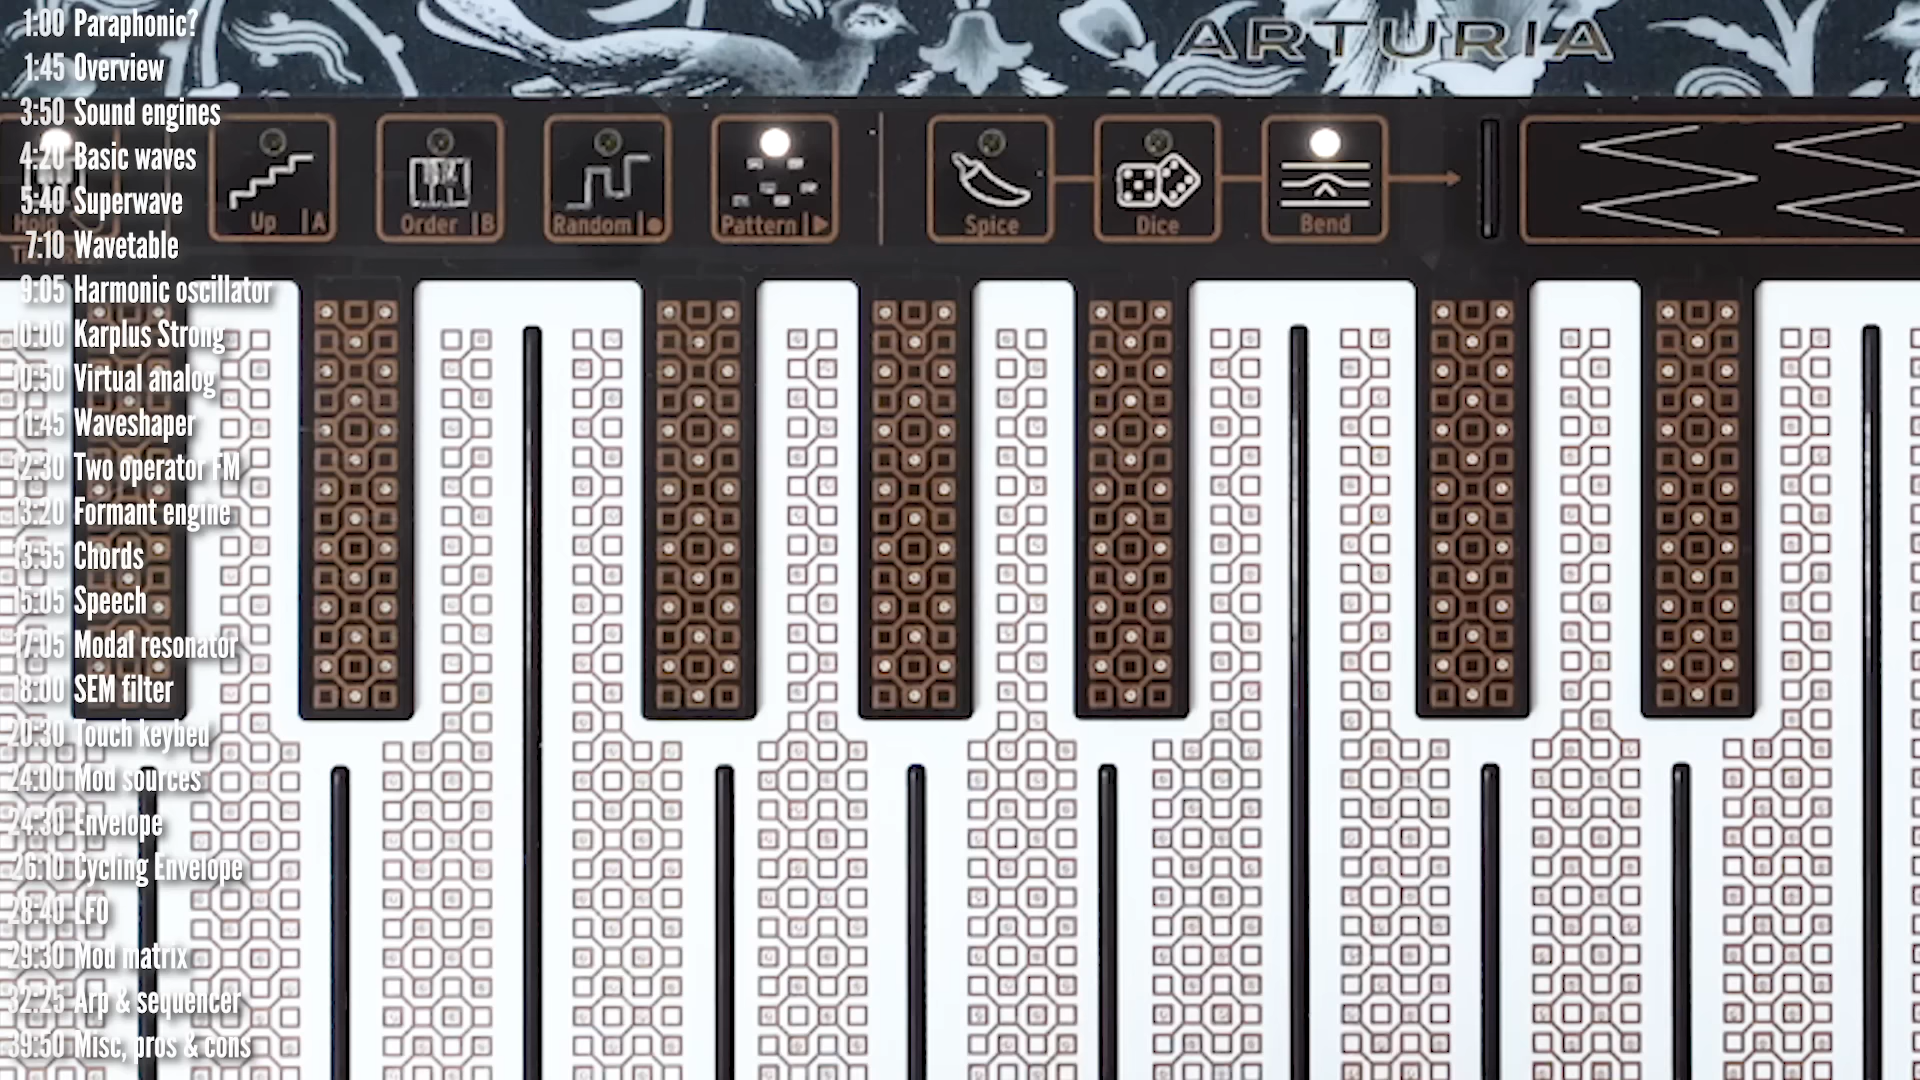 1:00 Paraphonic?
1:45 Overview
3:50 Sound engines
4:20 Basic waves
5:40 Superwave
7:10 Wavetable
9:05 Harmonic oscillator
10:00 Karplus Strong
10:50 Virtual analog
11:45 Waveshaper
12:30 Two operator FM
13:20 Formant engine
13:55 Chords
15:05 Speech
17:05 Modal resonator
18:00 SEM filter
20:30 Touch keybed
24:00 Mod sources
24:30 Envelope
26:10 Cycling Envelope
28:40 LFO
29:30 Mod matrix
32:25 Arp & sequencer
39:50 Misc, pros & cons
ARTURIA
Hold
Up | A
Order | B
Random |
Pattern |
Spice
Dice
Bend